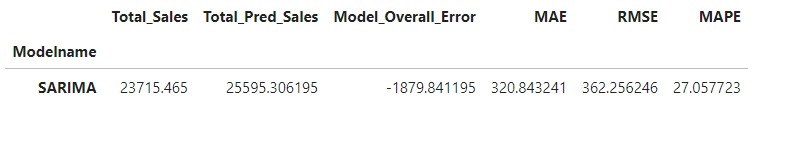 Total_Sales Total_Pred_Sales Model_Overall_Error MAE RMSE MAPE
Modelname
SARIMA 23715.465 25595.306195 -1879.841195 320.843241 362.256246 27.057723